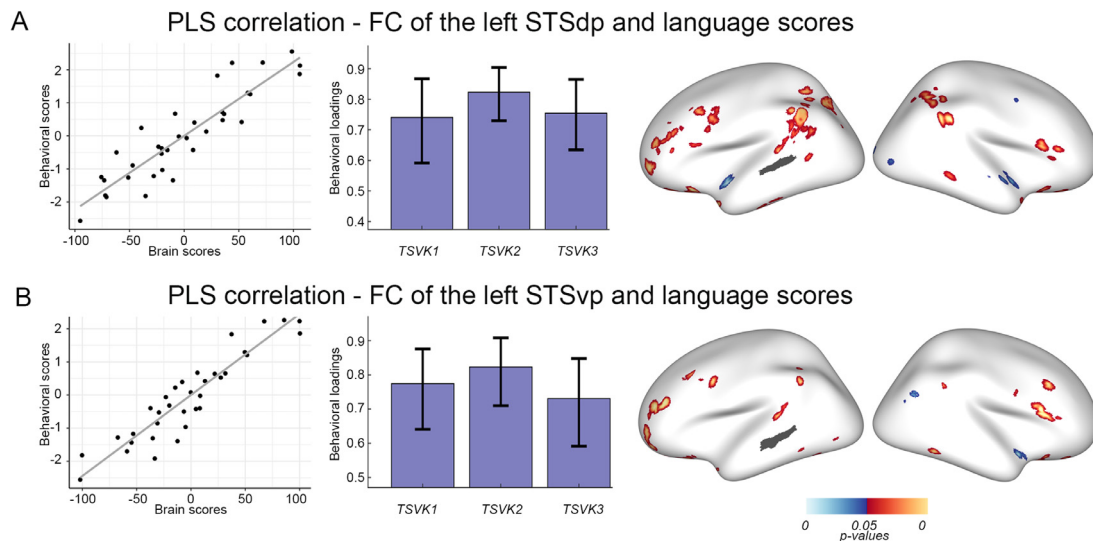 A
PLS correlation - FC of the left STSdp and language scores
Behavioral scores
2
1
0
-1
-2
-100
-50
0
50
100
Brain scores
Behavioral loadings
0.9
0.8
0.7
0.6
0.5
0.4
TSVK1
TSVK2
TSVK3
B
PLS correlation - FC of the left STSvp and language scores
Behavioral scores
2
1
0
-1
-2
-100
-50
0
50
100
Brain scores
Behavioral loadings
0.9
0.8
0.7
0.6
0.5
TSVK1
TSVK2
TSVK3
0
0.05
0
p-values